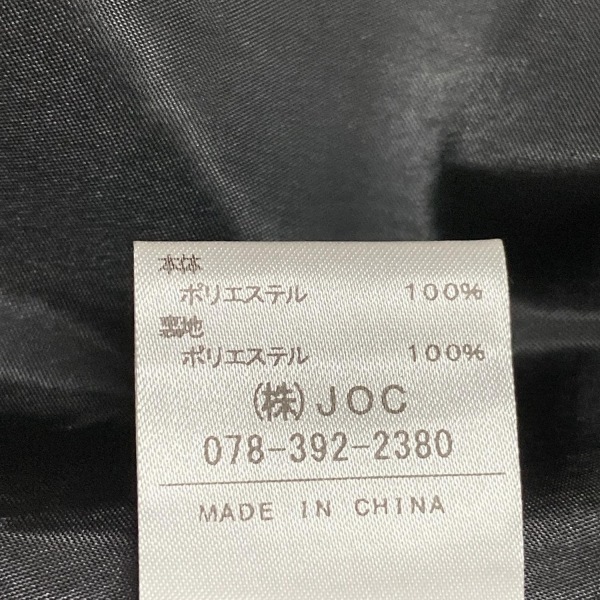 本体
ポリエステル 100%
裏地
ポリエステル 100%
(株)JOC
078-392-2380
MADE IN CHINA